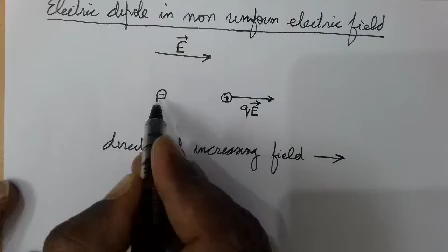 Electric dipole in non uniform electric field
E
qE
increasing field →